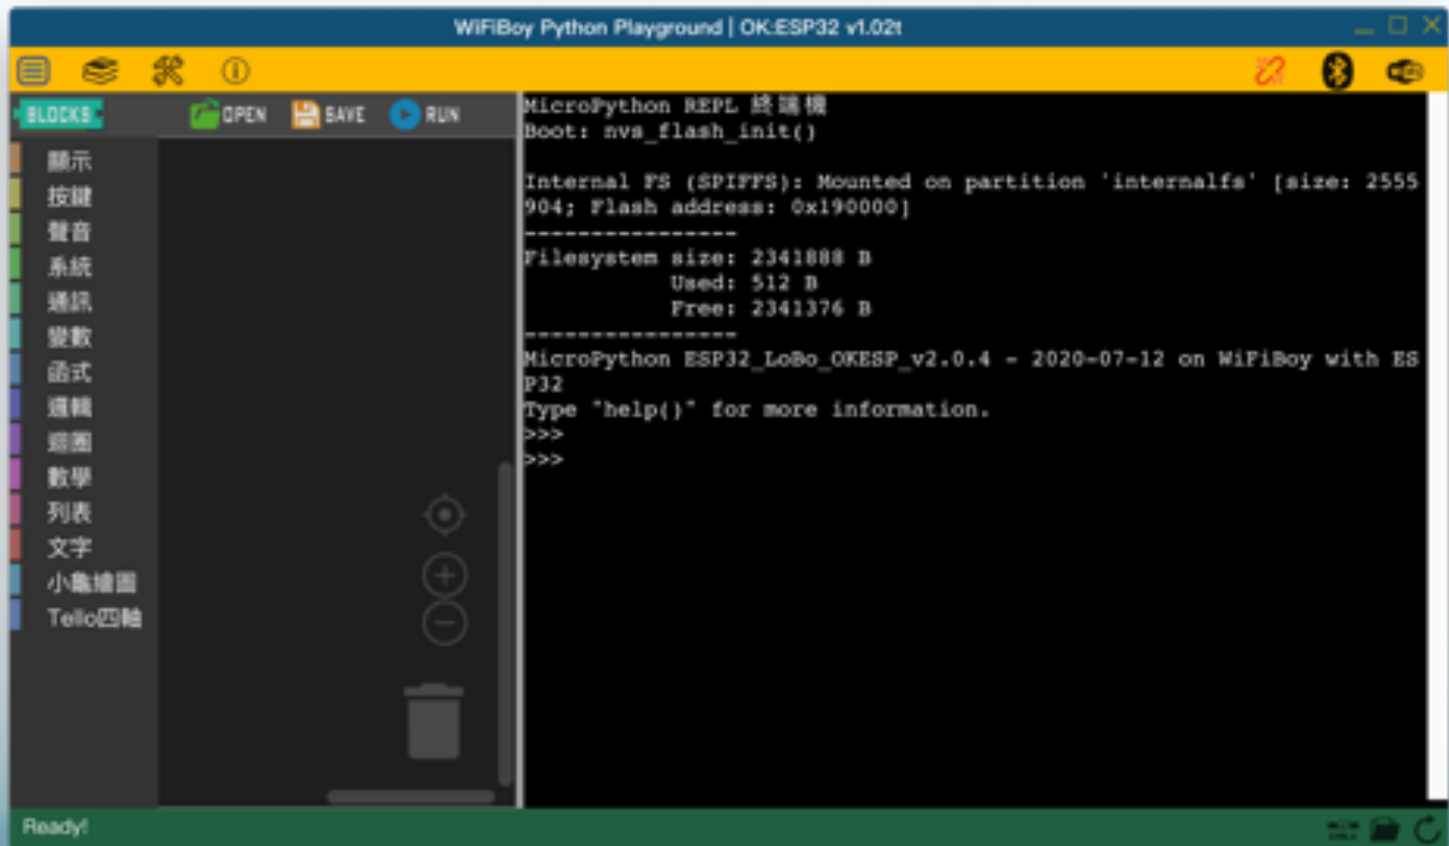 WiFiBoy Python Playground | OK:ESP32 v1.02t
BLOCKS
OPEN
SAVE
RUN
顯示
按鍵
聲音
系統
通訊
變數
函式
邏輯
迴圈
數學
列表
文字
小龜繪圖
Tello四軸
MicroPython REPL 終端機
Boot: nvs_flash_init()
Internal FS (SPIFFS): Mounted on partition 'internalfs' [size: 2555
904; Flash address: 0x190000]
----------------
Filesystem size: 2341888 B
Used: 512 B
Free: 2341376 B
----------------
MicroPython ESP32_LoBo_OKESP_v2.0.4 - 2020-07-12 on WiFiBoy with ES
P32
Type "help()" for more information.
>>>
>>>
Ready!